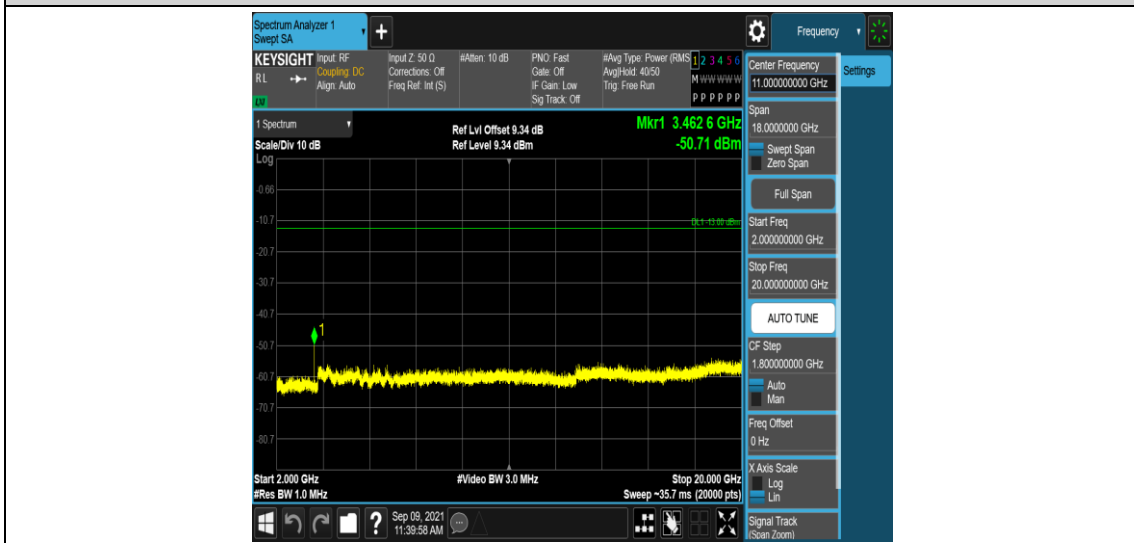 Spectrum Analyzer 1
Swept SA
+
Frequency
KEYSIGHT
Input: RF
Coupling: DC
Align: Auto
Input Z: 50 Ω
Corrections: Off
Freq Ref: Int (S)
#Atten: 10 dB
PNO: Fast
Gate: Off
IF Gain: Low
Sig Track: Off
#Avg Type: Power (RMS
Avg|Hold: 40/50
Trig: Free Run
1 2 3 4 5 6
M W W W W W
P P P P P P
RL
LXI
1 Spectrum
Scale/Div 10 dB
Log
Ref Lvl Offset 9.34 dB
Ref Level 9.34 dBm
Mkr1 3.462 6 GHz
-50.71 dBm
-0.66
-10.7
DL1 -13.00 dBm
-20.7
-30.7
-40.7
1
-50.7
-60.7
-70.7
-80.7
Start 2.000 GHz
#Res BW 1.0 MHz
#Video BW 3.0 MHz
Stop 20.000 GHz
Sweep ~35.7 ms (20000 pts)
?
Sep 09, 2021
11:39:58 AM
Center Frequency
11.000000000 GHz
Settings
Span
18.0000000 GHz
Swept Span
Zero Span
Full Span
Start Freq
2.000000000 GHz
Stop Freq
20.000000000 GHz
AUTO TUNE
CF Step
1.800000000 GHz
Auto
Man
Freq Offset
0 Hz
X Axis Scale
Log
Lin
Signal Track
(Span Zoom)